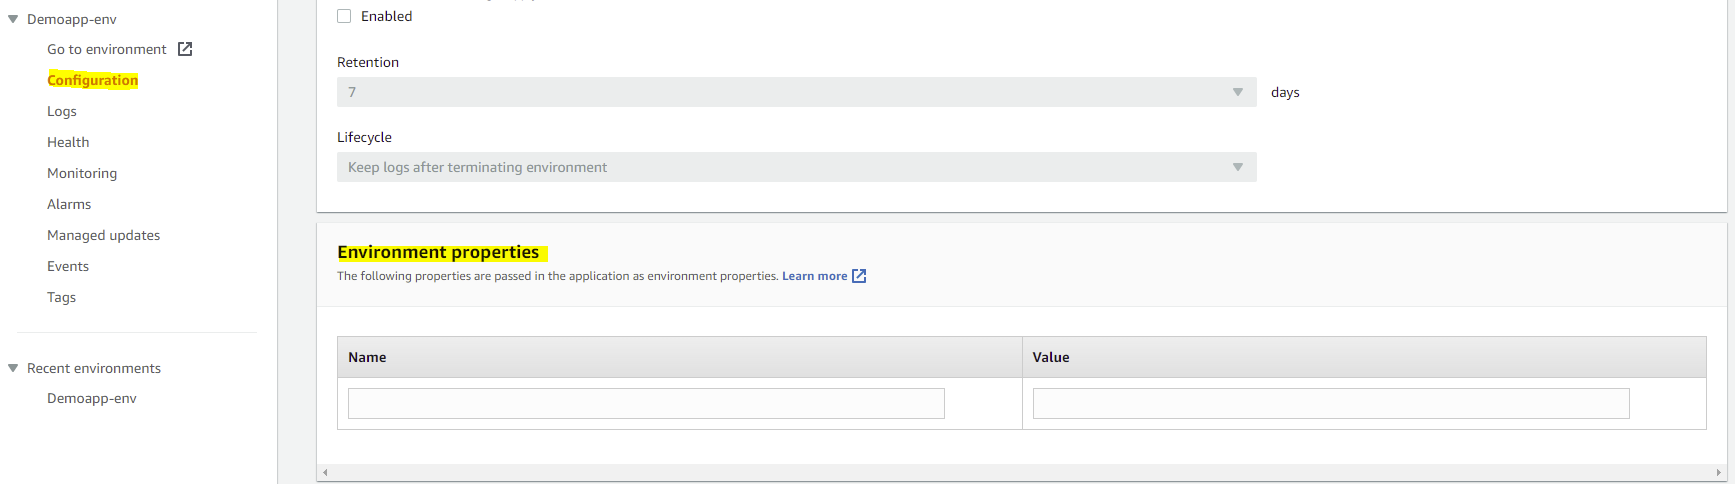 Demoapp-env
Go to environment
Configuration
Logs
Health
Monitoring
Alarms
Managed updates
Events
Tags
Recent environments
Demoapp-env
Enabled
Retention
7
days
Lifecycle
Keep logs after terminating environment
Environment properties
The following properties are passed in the application as environment properties. Learn more
Name Value